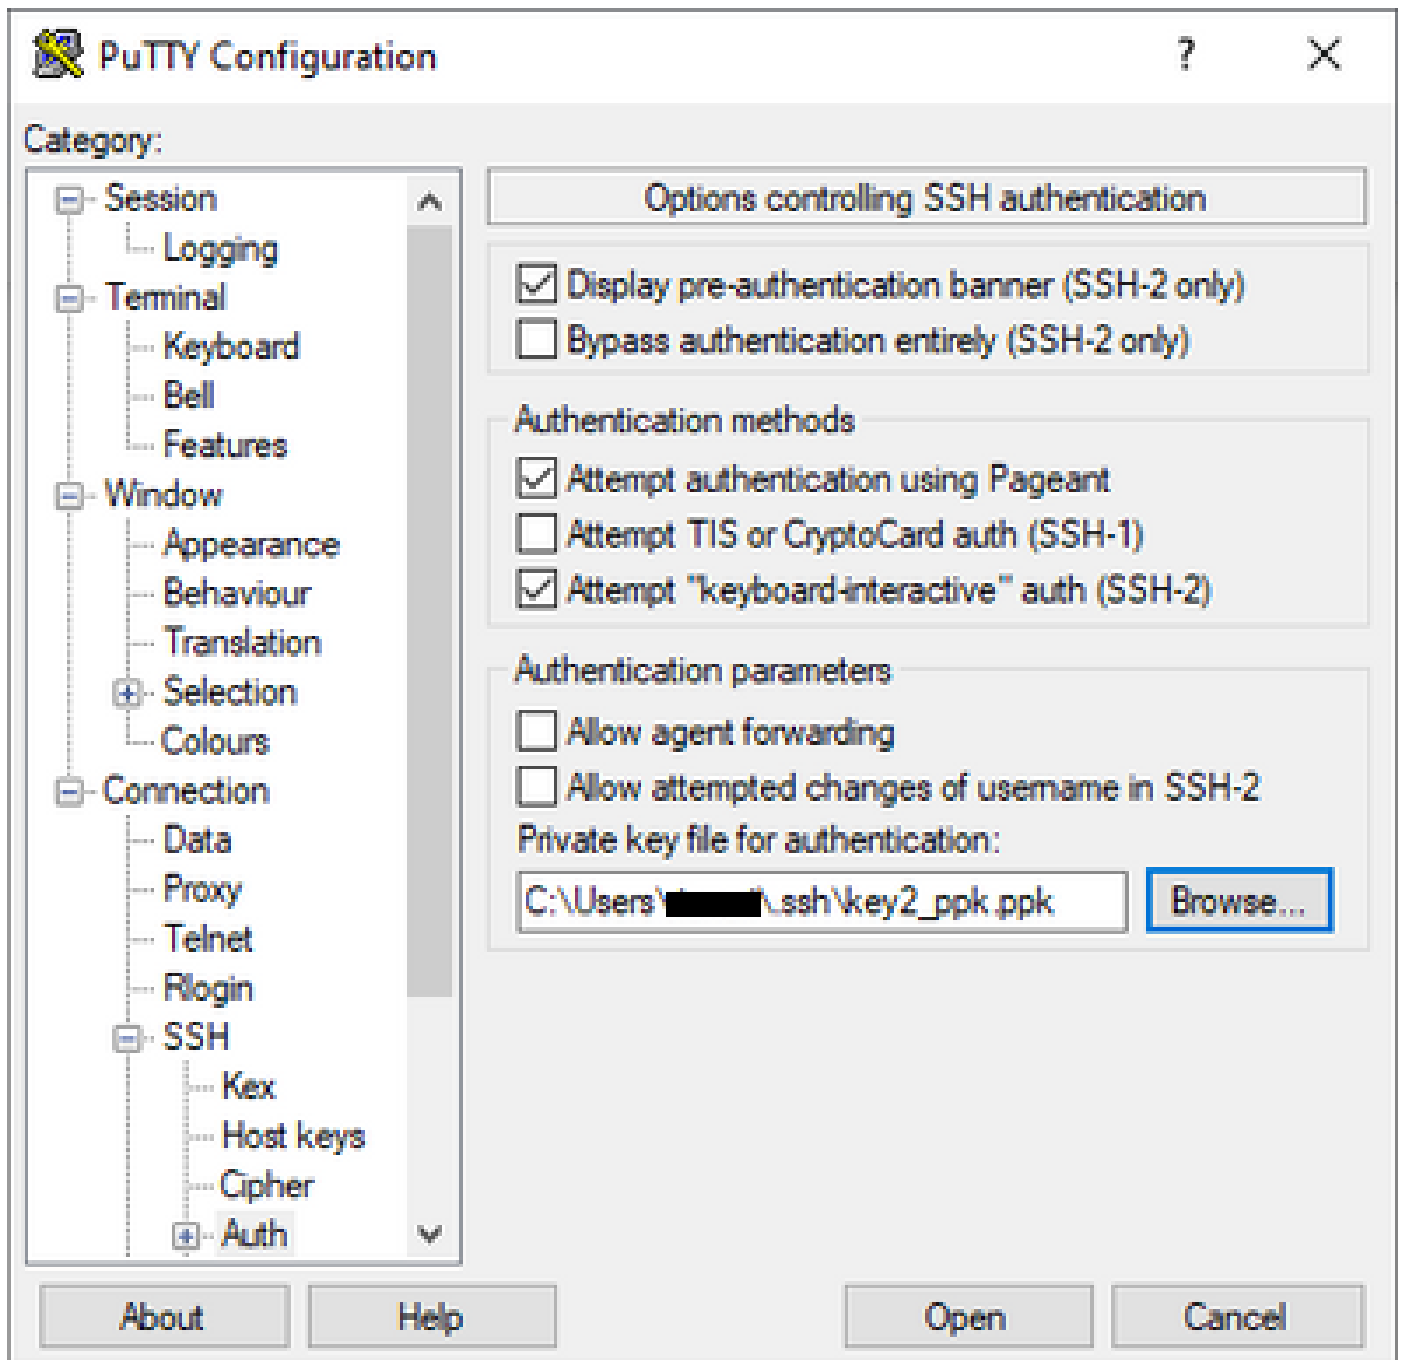 PuTTY Configuration
?
Category:
Session
Logging
Terminal
Keyboard
Bell
Features
Window
Appearance
Behaviour
Translation
Selection
Colours
Connection
Data
Proxy
Telnet
Rlogin
SSH
Kex
Host keys
Cipher
Auth
Options controlling SSH authentication
Display pre-authentication banner (SSH-2 only)
Bypass authentication entirely (SSH-2 only)
Authentication methods
Attempt authentication using Pageant
Attempt TIS or CryptoCard auth (SSH-1)
Attempt "keyboard-interactive" auth (SSH-2)
Authentication parameters
Allow agent forwarding
Allow attempted changes of username in SSH-2
Private key file for authentication:
C:\Users\ \.ssh\key2_ppk.ppk
Browse...
About
Help
Open
Cancel